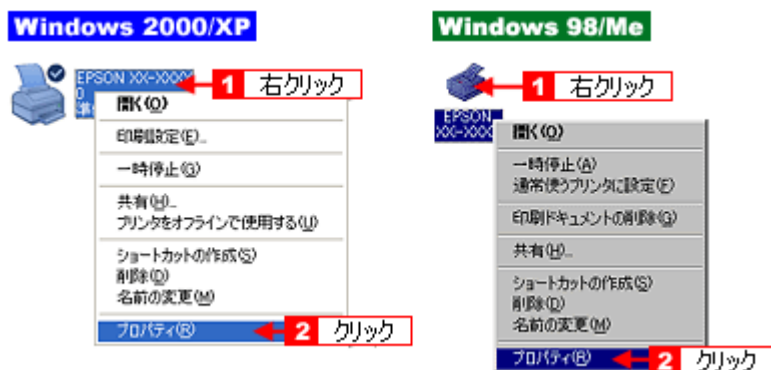 Windows 2000/XP
EPSON XX-XXXX
0
準
1 右クリック
開く(O)
印刷設定(F)...
一時停止(G)
共有(H)...
プリンタをオフラインで使用する(U)
ショートカットの作成(S)
削除(D)
名前の変更(M)
プロパティ(R)
2 クリック
Windows 98/Me
1 右クリック
EPSON
XX-XXX
開く(O)
一時停止(A)
通常使うプリンタに設定(F)
印刷ドキュメントの削除(G)
共有(H)...
ショートカットの作成(S)
削除(D)
名前の変更(M)
プロパティ(R)
2 クリック